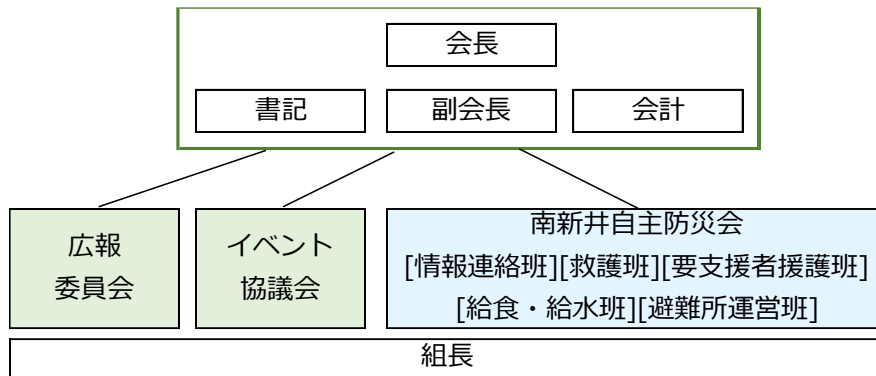 会長
書記
副会長
会計
広報
委員会
イベント
協議会
南新井自主防災会
[情報連絡班][救護班][要支援者援護班]
[給食・給水班][避難所運営班]
組長